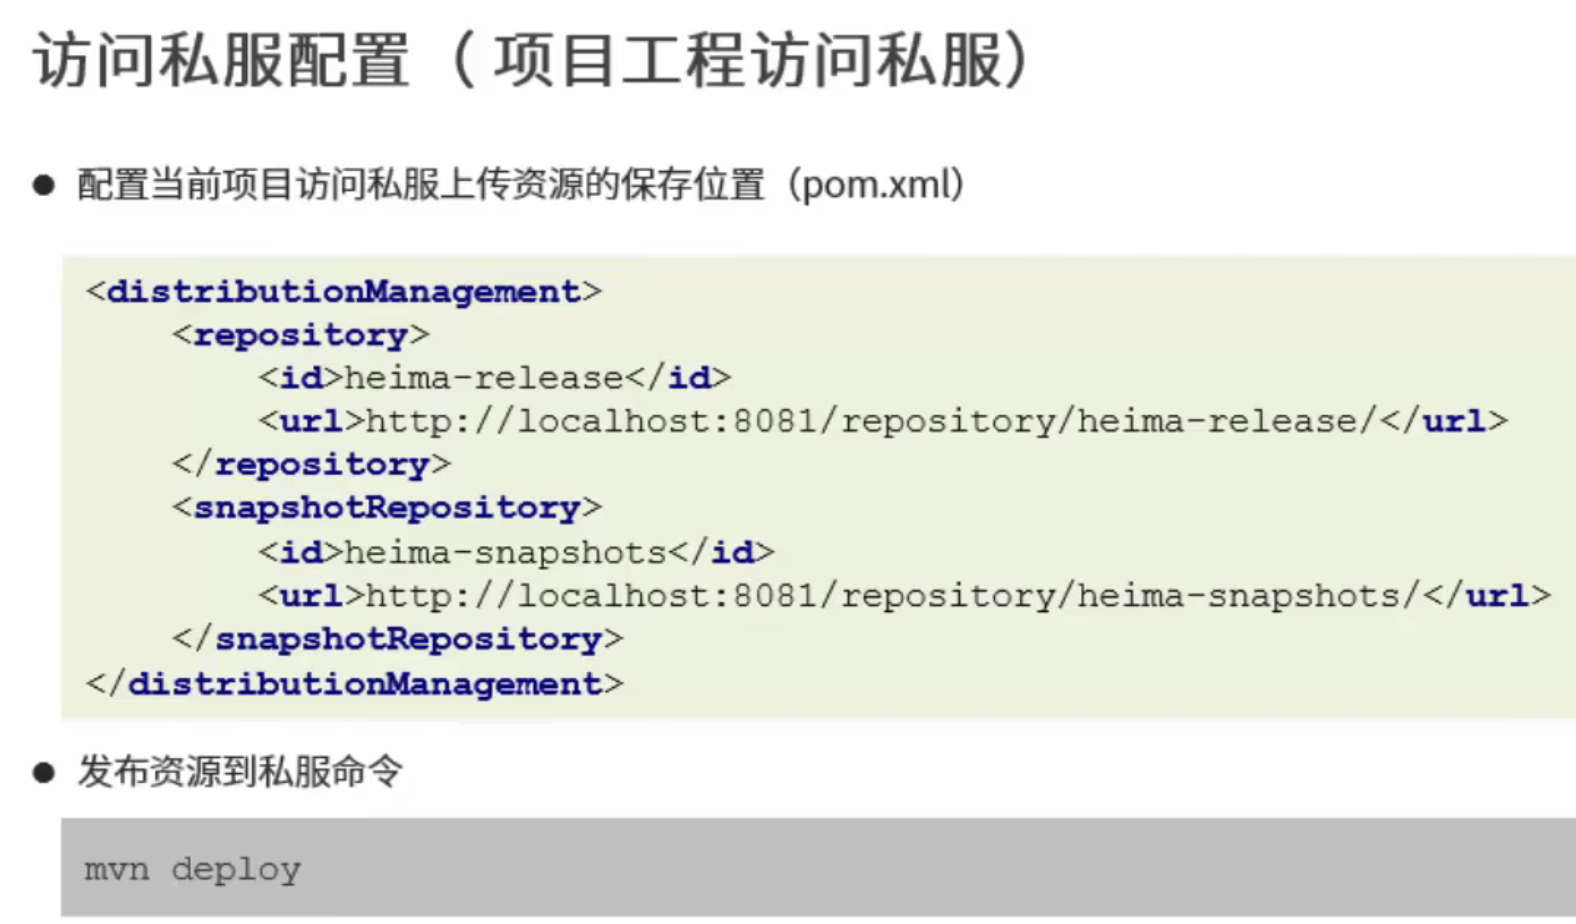 访问私服配置（项目工程访问私服）
● 配置当前项目访问私服上传资源的保存位置（pom.xml）
<distributionManagement>
    <repository>
        <id>heima-release</id>
        <url>http://localhost:8081/repository/heima-release/</url>
    </repository>
    <snapshotRepository>
        <id>heima-snapshots</id>
        <url>http://localhost:8081/repository/heima-snapshots/</url>
    </snapshotRepository>
</distributionManagement>
● 发布资源到私服命令
mvn deploy